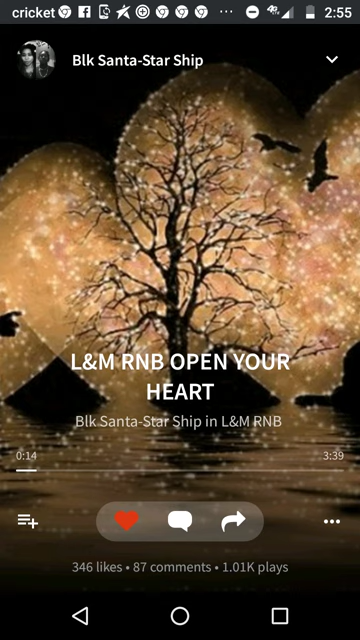 cricket 4G 2:55
Blk Santa-Star Ship
L&M RNB OPEN YOUR
HEART
Blk Santa-Star Ship in L&M RNB
0:14 3:39
346 likes • 87 comments • 1.01K plays